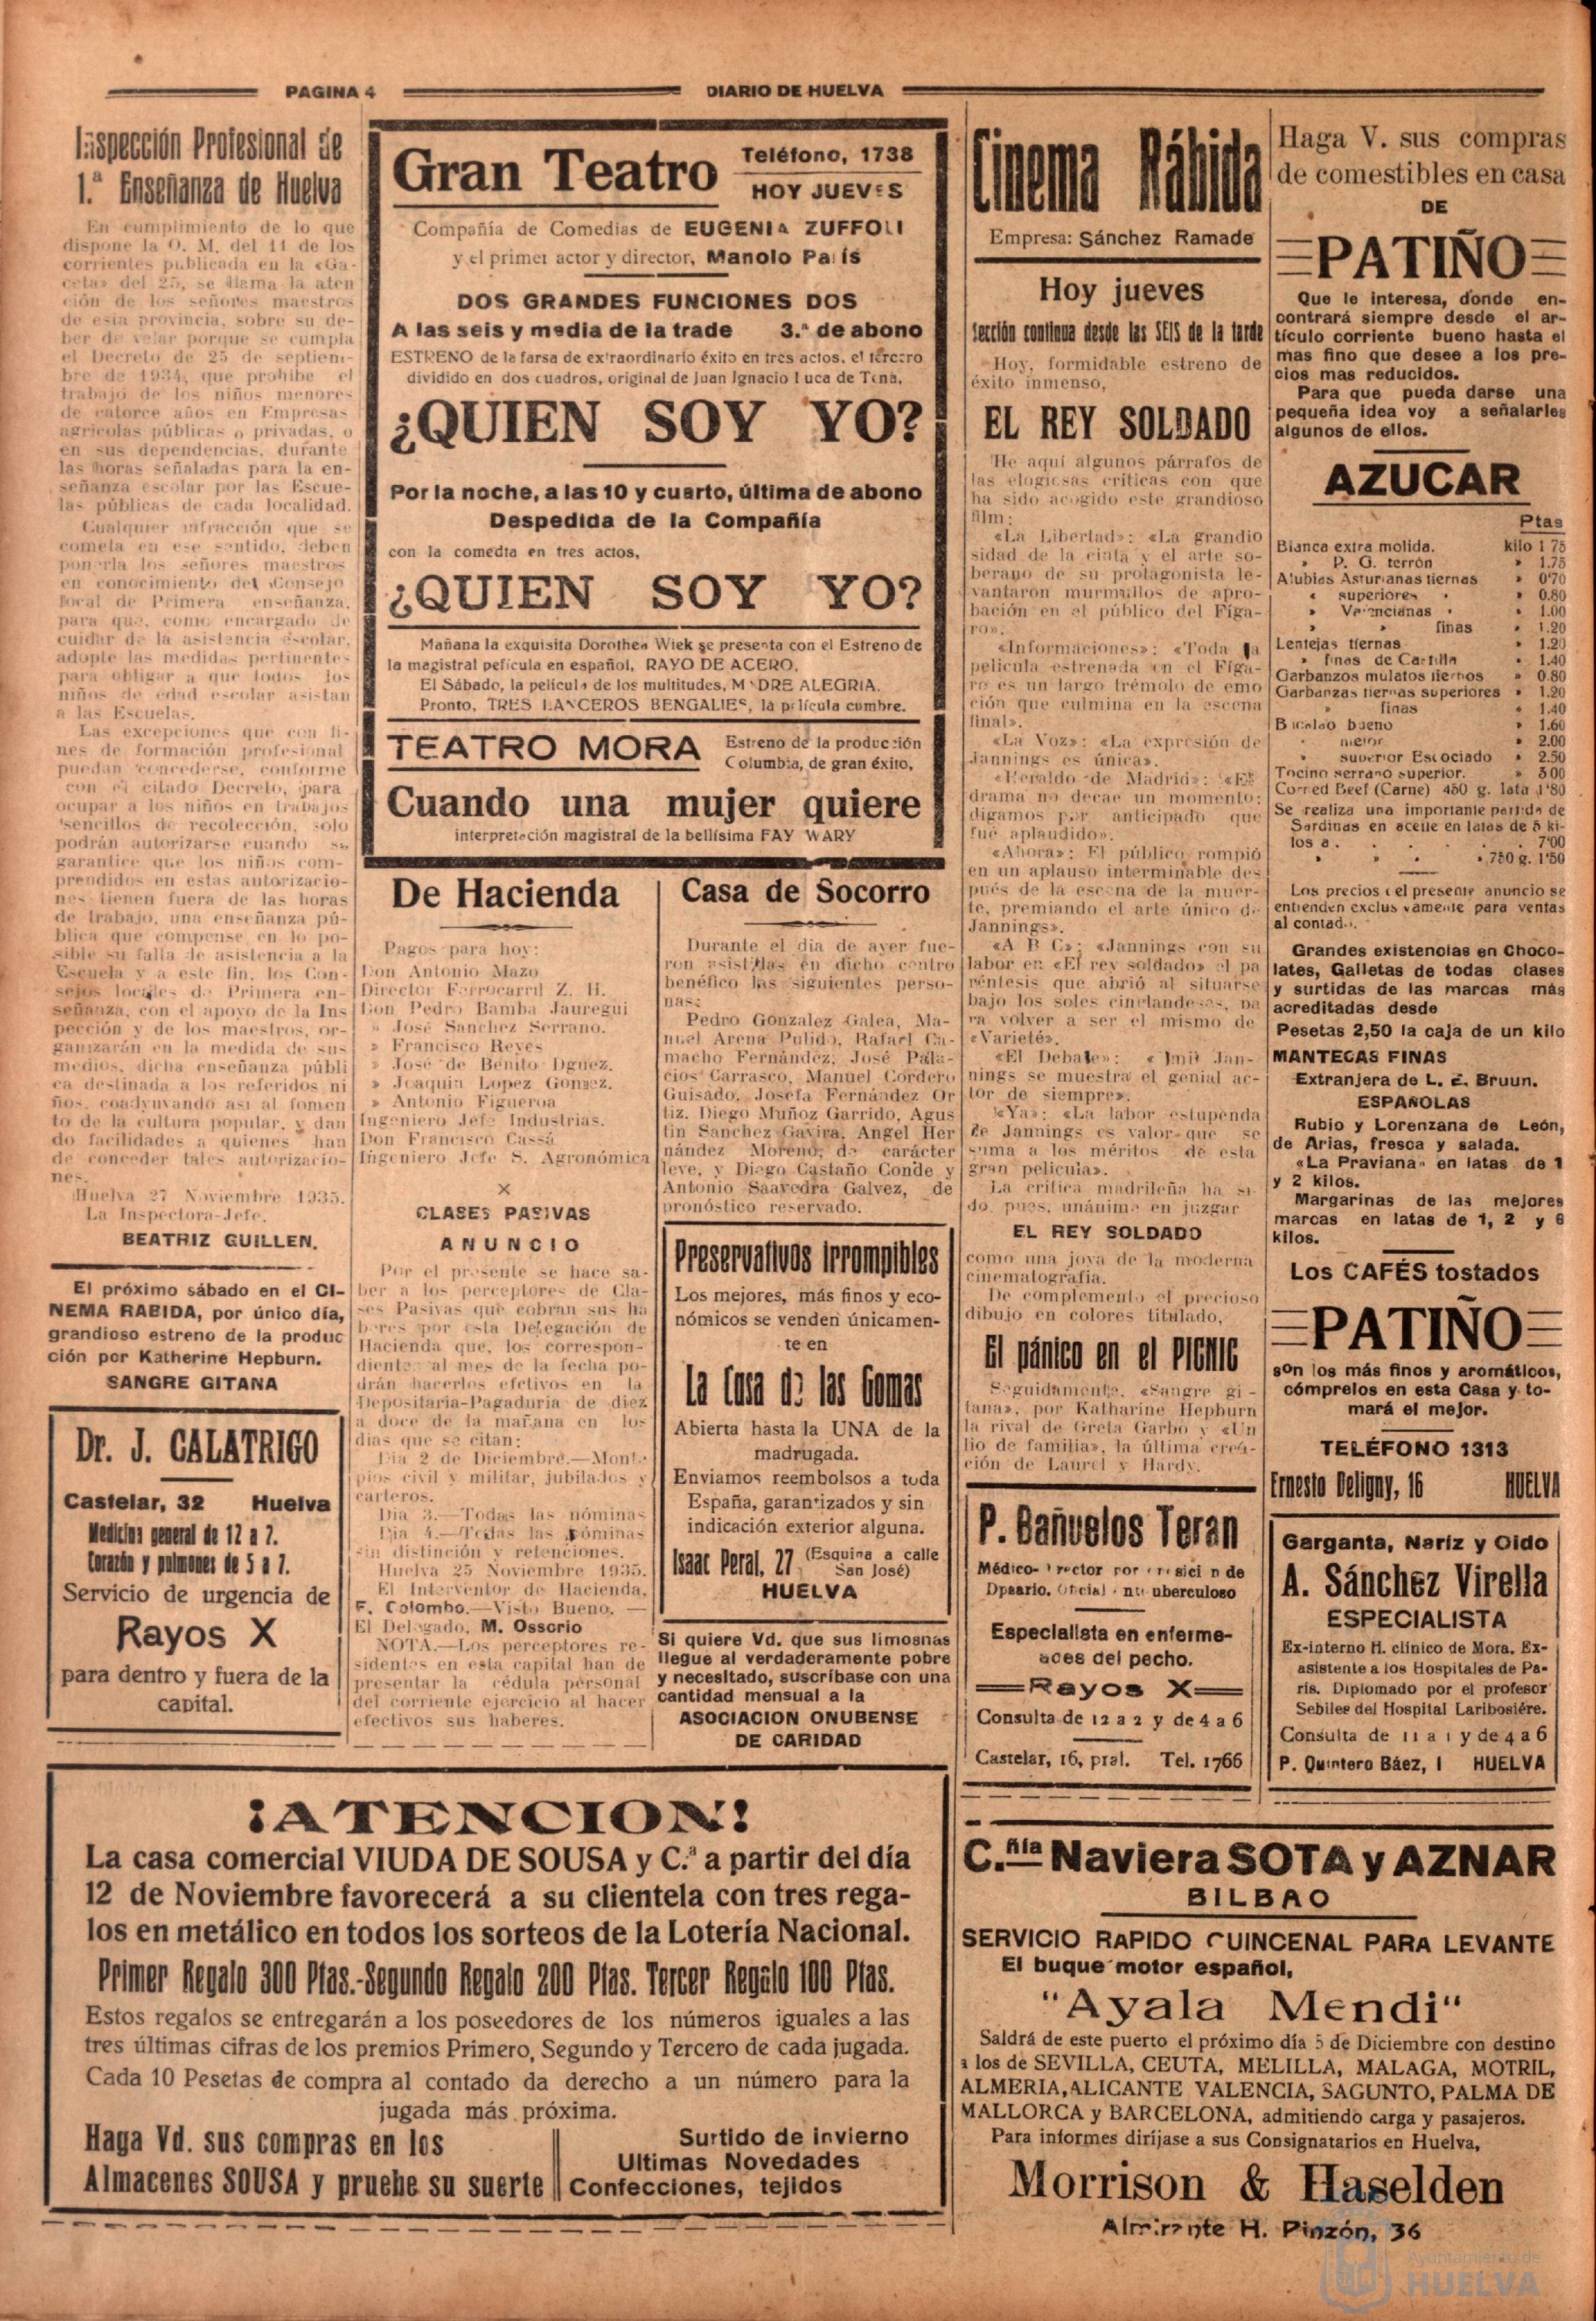 PAGINA 4
DIARIO DE HUELVA
Inspección Profesional de
1.ª Enseñanza de Huelva
En cumplimiento de lo que
dispone la O. M. del 11 de los
corrientes publicada en la «Ga-
ceta» del 25, se llama la aten
ción de los señores maestros
de esta provincia, sobre su de-
ber de velar porque se cumpla
el Decreto de 25 de septiem-
bre de 1934, que prohibe el
trabajo de los niños menores
de catorce años en Empresas
agrícolas públicas o privadas, o
en sus dependencias, durante
las horas señaladas para la en-
señanza escolar por las Escue-
las públicas de cada localidad.
Cualquier infracción que se
cometa en ese sentido, deben
ponerla los señores maestros
en conocimiento del Consejo
local de Primera enseñanza,
para que, como encargado de
cuidar de la asistencia escolar,
adopte las medidas pertinentes
para obligar a que todos los
niños de edad escolar asistan
a las Escuelas.
Las excepciones que con fi-
nes de formación profesional
puedan concederse, conforme
con el citado Decreto, para
ocupar a los niños en trabajos
sencillos de recolección, solo
podrán autorizarse cuando se
garantice que los niños com-
prendidos en estas autorizacio-
nes tienen fuera de las horas
de trabajo, una enseñanza pú-
blica que compense en lo po-
sible su falta de asistencia a la
Escuela y a este fin, los Con-
sejos locales de Primera en-
señanza, con el apoyo de la Ins
pección y de los maestros, or-
ganizarán en la medida de sus
medios, dicha enseñanza públi
ca destinada a los referidos ni
ños, coadyuvando así al fomen
to de la cultura popular, y dan
do facilidades a quienes han
de conceder tales autorizacio-
nes.
Huelva 27 Noviembre 1935.
La Inspectora-Jefe,
BEATRIZ GUILLEN.
El próximo sábado en el CI-
NEMA RABIDA, por único día,
grandioso estreno de la produc
ción por Katherine Hepburn.
SANGRE GITANA
Dr. J. CALATRIGO
Castelar, 32 Huelva
Medicina general de 12 a 2.
Corazón y pulmones de 5 a 7.
Servicio de urgencia de
Rayos X
para dentro y fuera de la
capital.
Gran Teatro
Teléfono, 1738
HOY JUEVES
Compañía de Comedias de EUGENIA ZUFFOLI
y el primer actor y director, Manolo París
DOS GRANDES FUNCIONES DOS
A las seis y media de la trade 3.ª de abono
ESTRENO de la farsa de extraordinario éxito en tres actos, el tercero
dividido en dos cuadros, original de Juan Ignacio Luca de Tena,
¿QUIEN SOY YO?
Por la noche, a las 10 y cuarto, última de abono
Despedida de la Compañía
con la comedia en tres actos,
¿QUIEN SOY YO?
Mañana la exquisita Dorothea Wiek se presenta con el Estreno de
la magistral película en español, RAYO DE ACERO.
El Sábado, la película de los multitudes, MADRE ALEGRIA.
Pronto, TRES LANCEROS BENGALIES, la película cumbre.
TEATRO MORA
Estreno de la producción
Columbia, de gran éxito,
Cuando una mujer quiere
interpretación magistral de la bellísima FAY WARY
De Hacienda
Pagos para hoy:
Don Antonio Mazo
Director Ferrocarril Z. H.
Don Pedro Bamba Jauregui
» José Sanchez Serrano.
» Francisco Reyes
» José de Benito Dguez.
» Joaquin Lopez Gomez.
» Antonio Figueroa
Ingeniero Jefe Industrias.
Don Francisco Cassá
Ingeniero Jefe S. Agronómica
×
CLASES PASIVAS
ANUNCIO
Por el presente se hace sa-
ber a los perceptores de Cla-
ses Pasivas que cobran sus ha
beres por esta Delegación de
Hacienda que, los correspon-
dientes al mes de la fecha po-
drán hacerlos efctivos en la
Depositaria-Pagaduría de diez
a doce de la mañana en los
días que se citan:
Día 2 de Diciembre.—Monte
píos civil y militar, jubilados y
carteros.
Día 3.—Todas las nóminas
Día 4.—Todas las nóminas
sin distinción y retenciones.
Huelva 25 Noviembre 1935.
El Interventor de Hacienda,
F. Colombo.—Visto Bueno.—
El Delegado, M. Ossorio
NOTA.—Los perceptores re-
sidentes en esta capital han de
presentar la cédula personal
del corriente ejercicio al hacer
efectivos sus haberes.
Casa de Socorro
Durante el día de ayer fue-
ron asistidas en dicho centro
benéfico las siguientes perso-
nas:
Pedro Gonzalez Galea, Ma-
nuel Arena Pulido, Rafael Ca-
macho Fernández, José Pala-
cios Carrasco, Manuel Cordero
Guisado, Josefa Fernández Or
tiz, Diego Muñoz Garrido, Agus
tin Sanchez Gavira, Angel Her
nández Moreno, de carácter
leve, y Diego Castaño Conde y
Antonio Saavedra Galvez, de
pronóstico reservado.
Preservativos irrompibles
Los mejores, más finos y eco-
nómicos se venden únicamen-
te en
La Casa de las Gomas
Abierta hasta la UNA de la
madrugada.
Enviamos reembolsos a toda
España, garantizados y sin
indicación exterior alguna.
Isaac Peral, 27 (Esquina a calle
San José)
HUELVA
Si quiere Vd. que sus limosnas
llegue al verdaderamente pobre
y necesitado, suscríbase con una
cantidad mensual a la
ASOCIACION ONUBENSE
DE CARIDAD
Cinema Rábida
Empresa: Sánchez Ramade
Hoy jueves
Sección continua desde las SEIS de la tarde
Hoy, formidable estreno de
éxito inmenso,
EL REY SOLDADO
He aquí algunos párrafos de
las elogiosas críticas con que
ha sido acogido este grandioso
film:
«La Libertad»: «La grandio
sidad de la cinta y el arte so-
berano de su protagonista le-
vantaron murmullos de apro-
bación en el público del Fíga-
ro».
«Informaciones»: «Toda la
película estrenada en el Fíga-
ro es un largo trémolo de emo
ción que culmina en la escena
final».
«La Voz»: «La expresión de
Jannings es única».
«Heraldo de Madrid»: «El
drama no decae un momento;
digamos por anticipado que
fué aplaudido».
«Ahora»: El público rompió
en un aplauso interminable des
pués de la escena de la muer-
te, premiando el arte único de
Jannings».
«A B C»: «Jannings con su
labor en «El rey soldado» el pa
réntesis que abrió al situarse
bajo los soles cinelandeses, pa
ra volver a ser el mismo de
«Varieté».
«El Debate»: «Emil Jan-
nings se muestra el genial ac-
tor de siempre».
«Ya»: «La labor estupenda
de Jannings es valor que se
suma a los méritos de esta
gran película».
La crítica madrileña ha si
do, pues, unánime en juzgar
EL REY SOLDADO
como una joya de la moderna
cinematografía.
De complemento el precioso
dibujo en colores titulado,
El pánico en el PICNIC
Seguidamente, «Sangre gi-
tana», por Katharine Hepburn
la rival de Greta Garbo y «Un
lio de familia», la última crea-
ción de Laurel y Hardy.
P. Bañuelos Teran
Médico-
Especialista en enferme-
aces del pecho.
Rayos X
Consulta de 12 a 2 y de 4 a 6
Castelar, 16, pral. Tel. 1766
Haga V. sus compras
de comestibles en casa
DE
PATIÑO
Que le interesa, donde en-
contrará siempre desde el ar-
tículo corriente bueno hasta el
mas fino que desee a los pre-
cios mas reducidos.
Para que pueda darse una
pequeña idea voy a señalarles
algunos de ellos.
AZUCAR
Ptas
Blanca extra molida. kilo 1 75
» P. G. terrón » 1.75
Alubias Asturianas tiernas » 0'70
« superiores » 0.80
» Valencianas » 1.00
» » finas » 1.20
Lentejas tiernas » 1.20
» finas de Castilla » 1.40
Garbanzos mulatos tiernos » 0.80
Garbanzas tiernas superiores » 1.20
» finas » 1.40
Bacalao bueno » 1.60
» mejor » 2.00
» superior Escociado » 2.50
Tocino serrano superior. » 3 00
Corred Beef (Carne) 450 g. lata 1'80
Se realiza una importante partida de
Sardinas en aceite en latas de 5 ki-
los a . . . . . . 7'00
» » » » 750 g. 1'50
Los precios del presente anuncio se
entienden exclusivamente para ventas
al contado.
Grandes existencias en Choco-
lates, Galletas de todas clases
y surtidas de las marcas más
acreditadas desde
Pesetas 2,50 la caja de un kilo
MANTECAS FINAS
Extranjera de L. E. Bruun.
ESPAÑOLAS
Rubio y Lorenzana de León,
de Arias, fresca y salada.
«La Praviana» en latas de 1
y 2 kilos.
Margarinas de las mejores
marcas en latas de 1, 2 y 6
kilos.
Los CAFÉS tostados
PATIÑO
son los más finos y aromáticos,
cómprelos en esta Casa y to-
mará el mejor.
TELÉFONO 1313
Ernesto Deligny, 16 HUELVA
Garganta, Nariz y Oido
A. Sánchez Virella
ESPECIALISTA
Ex-interno H. clinico de Mora. Ex-
asistente a los Hospitales de Pa-
ris. Diplomado por el profesor
Sebileo del Hospital Laribosiére.
Consulta de 11 a 1 y de 4 a 6
P. Quintero Báez, 1 HUELVA
¡ATENCION!
La casa comercial VIUDA DE SOUSA y C.ª a partir del día
12 de Noviembre favorecerá a su clientela con tres rega-
los en metálico en todos los sorteos de la Lotería Nacional.
Primer Regalo 300 Ptas.-Segundo Regalo 200 Ptas. Tercer Regalo 100 Ptas.
Estos regalos se entregarán a los poseedores de los números iguales a las
tres últimas cifras de los premios Primero, Segundo y Tercero de cada jugada.
Cada 10 Pesetas de compra al contado da derecho a un número para la
jugada más próxima.
Haga Vd. sus compras en los
Almacenes SOUSA y pruebe su suerte
Surtido de invierno
Ultimas Novedades
Confecciones, tejidos
C.ñía Naviera SOTA y AZNAR
BILBAO
SERVICIO RAPIDO QUINCENAL PARA LEVANTE
El buque motor español,
"Ayala Mendi"
Saldrá de este puerto el próximo día 5 de Diciembre con destino
a los de SEVILLA, CEUTA, MELILLA, MALAGA, MOTRIL,
ALMERIA, ALICANTE VALENCIA, SAGUNTO, PALMA DE
MALLORCA y BARCELONA, admitiendo carga y pasajeros.
Para informes diríjase a sus Consignatarios en Huelva,
Morrison & Haselden
Almirante H. Pinzón, 36
Ayuntamiento de
HUELVA